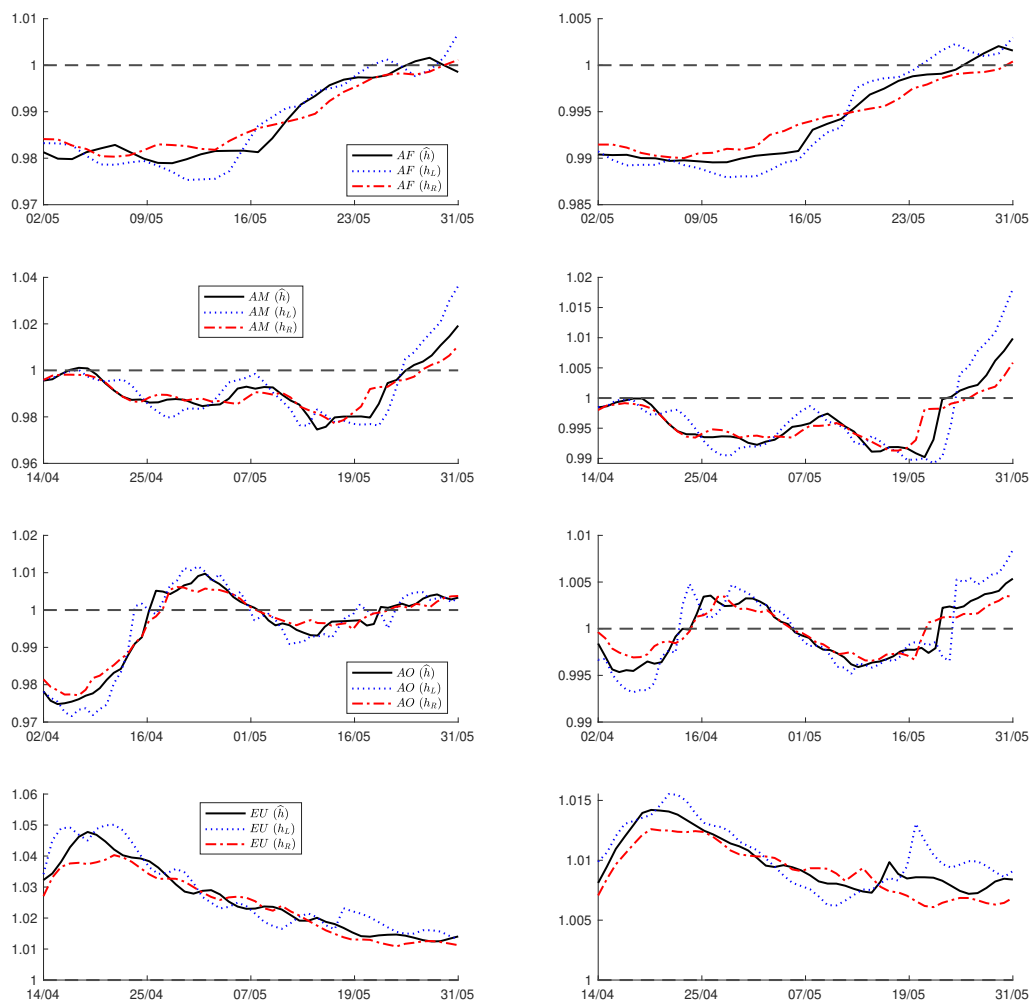 1.01
1
0.99
0.98
0.97
02/05 09/05 16/05 23/05 31/05
AF (ĥ)
AF (h_L)
AF (h_R)
1.005
1
0.995
0.99
0.985
02/05 09/05 16/05 23/05 31/05
1.04
1.02
1
0.98
0.96
14/04 25/04 07/05 19/05 31/05
AM (ĥ)
AM (h_L)
AM (h_R)
1.02
1.015
1.01
1.005
1
0.995
0.99
14/04 25/04 07/05 19/05 31/05
1.02
1.01
1
0.99
0.98
0.97
02/04 16/04 01/05 16/05 31/05
AO (ĥ)
AO (h_L)
AO (h_R)
1.01
1.005
1
0.995
0.99
02/04 16/04 01/05 16/05 31/05
1.06
1.05
1.04
1.03
1.02
1.01
1
14/04 25/04 07/05 19/05 31/05
EU (ĥ)
EU (h_L)
EU (h_R)
1.015
1.01
1.005
1
14/04 25/04 07/05 19/05 31/05